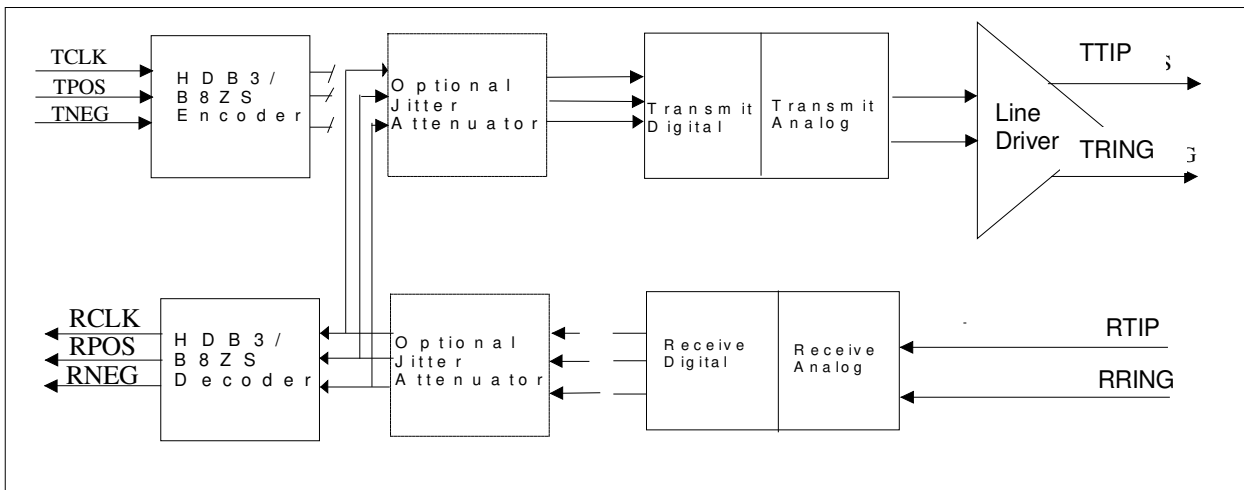 TCLK
TPOS
TNEG
HDB3/
B8ZS
Encoder
Optional
Jitter
Attenuator
Transmit
Digital
Transmit
Analog
Line
Driver
TTIP
S
TRING
G
RCLK
RPOS
RNEG
HDB3/
B8ZS
Decoder
Optional
Jitter
Attenuator
Receive
Digital
Receive
Analog
RTIP
RRING